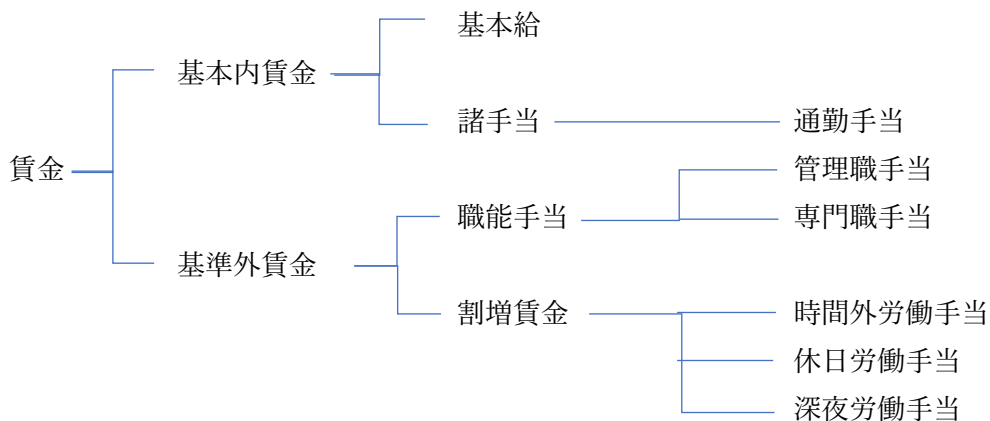 賃金
基本内賃金
基本給
諸手当
通勤手当
基準外賃金
職能手当
管理職手当
専門職手当
割増賃金
時間外労働手当
休日労働手当
深夜労働手当